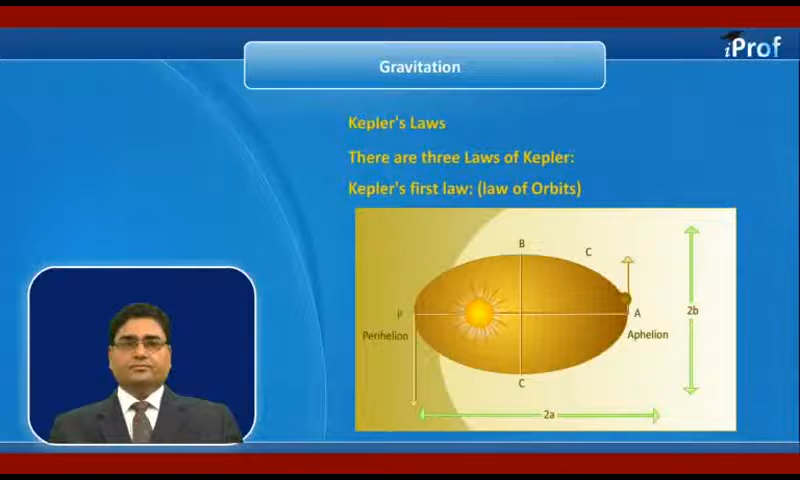 iProf
Gravitation
Kepler's Laws
There are three Laws of Kepler:
Kepler's first law: (law of Orbits)
B
C
P
A
2b
Perihelion
Aphelion
C
2a